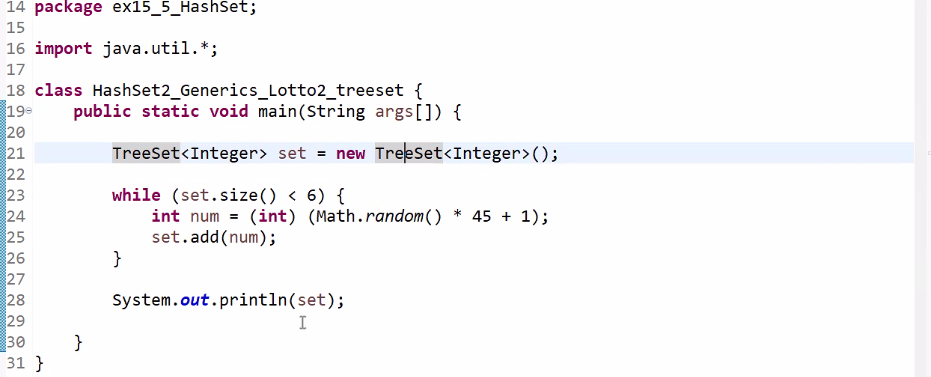 14 package ex15_5_HashSet;
15
16 import java.util.*;
17
18 class HashSet2_Generics_Lotto2_treeset {
19 public static void main(String args[]) {
20
21 TreeSet<Integer> set = new TreeSet<Integer>();
22
23 while (set.size() < 6) {
24 int num = (int) (Math.random() * 45 + 1);
25 set.add(num);
26 }
27
28 System.out.println(set);
29
30 }
31 }